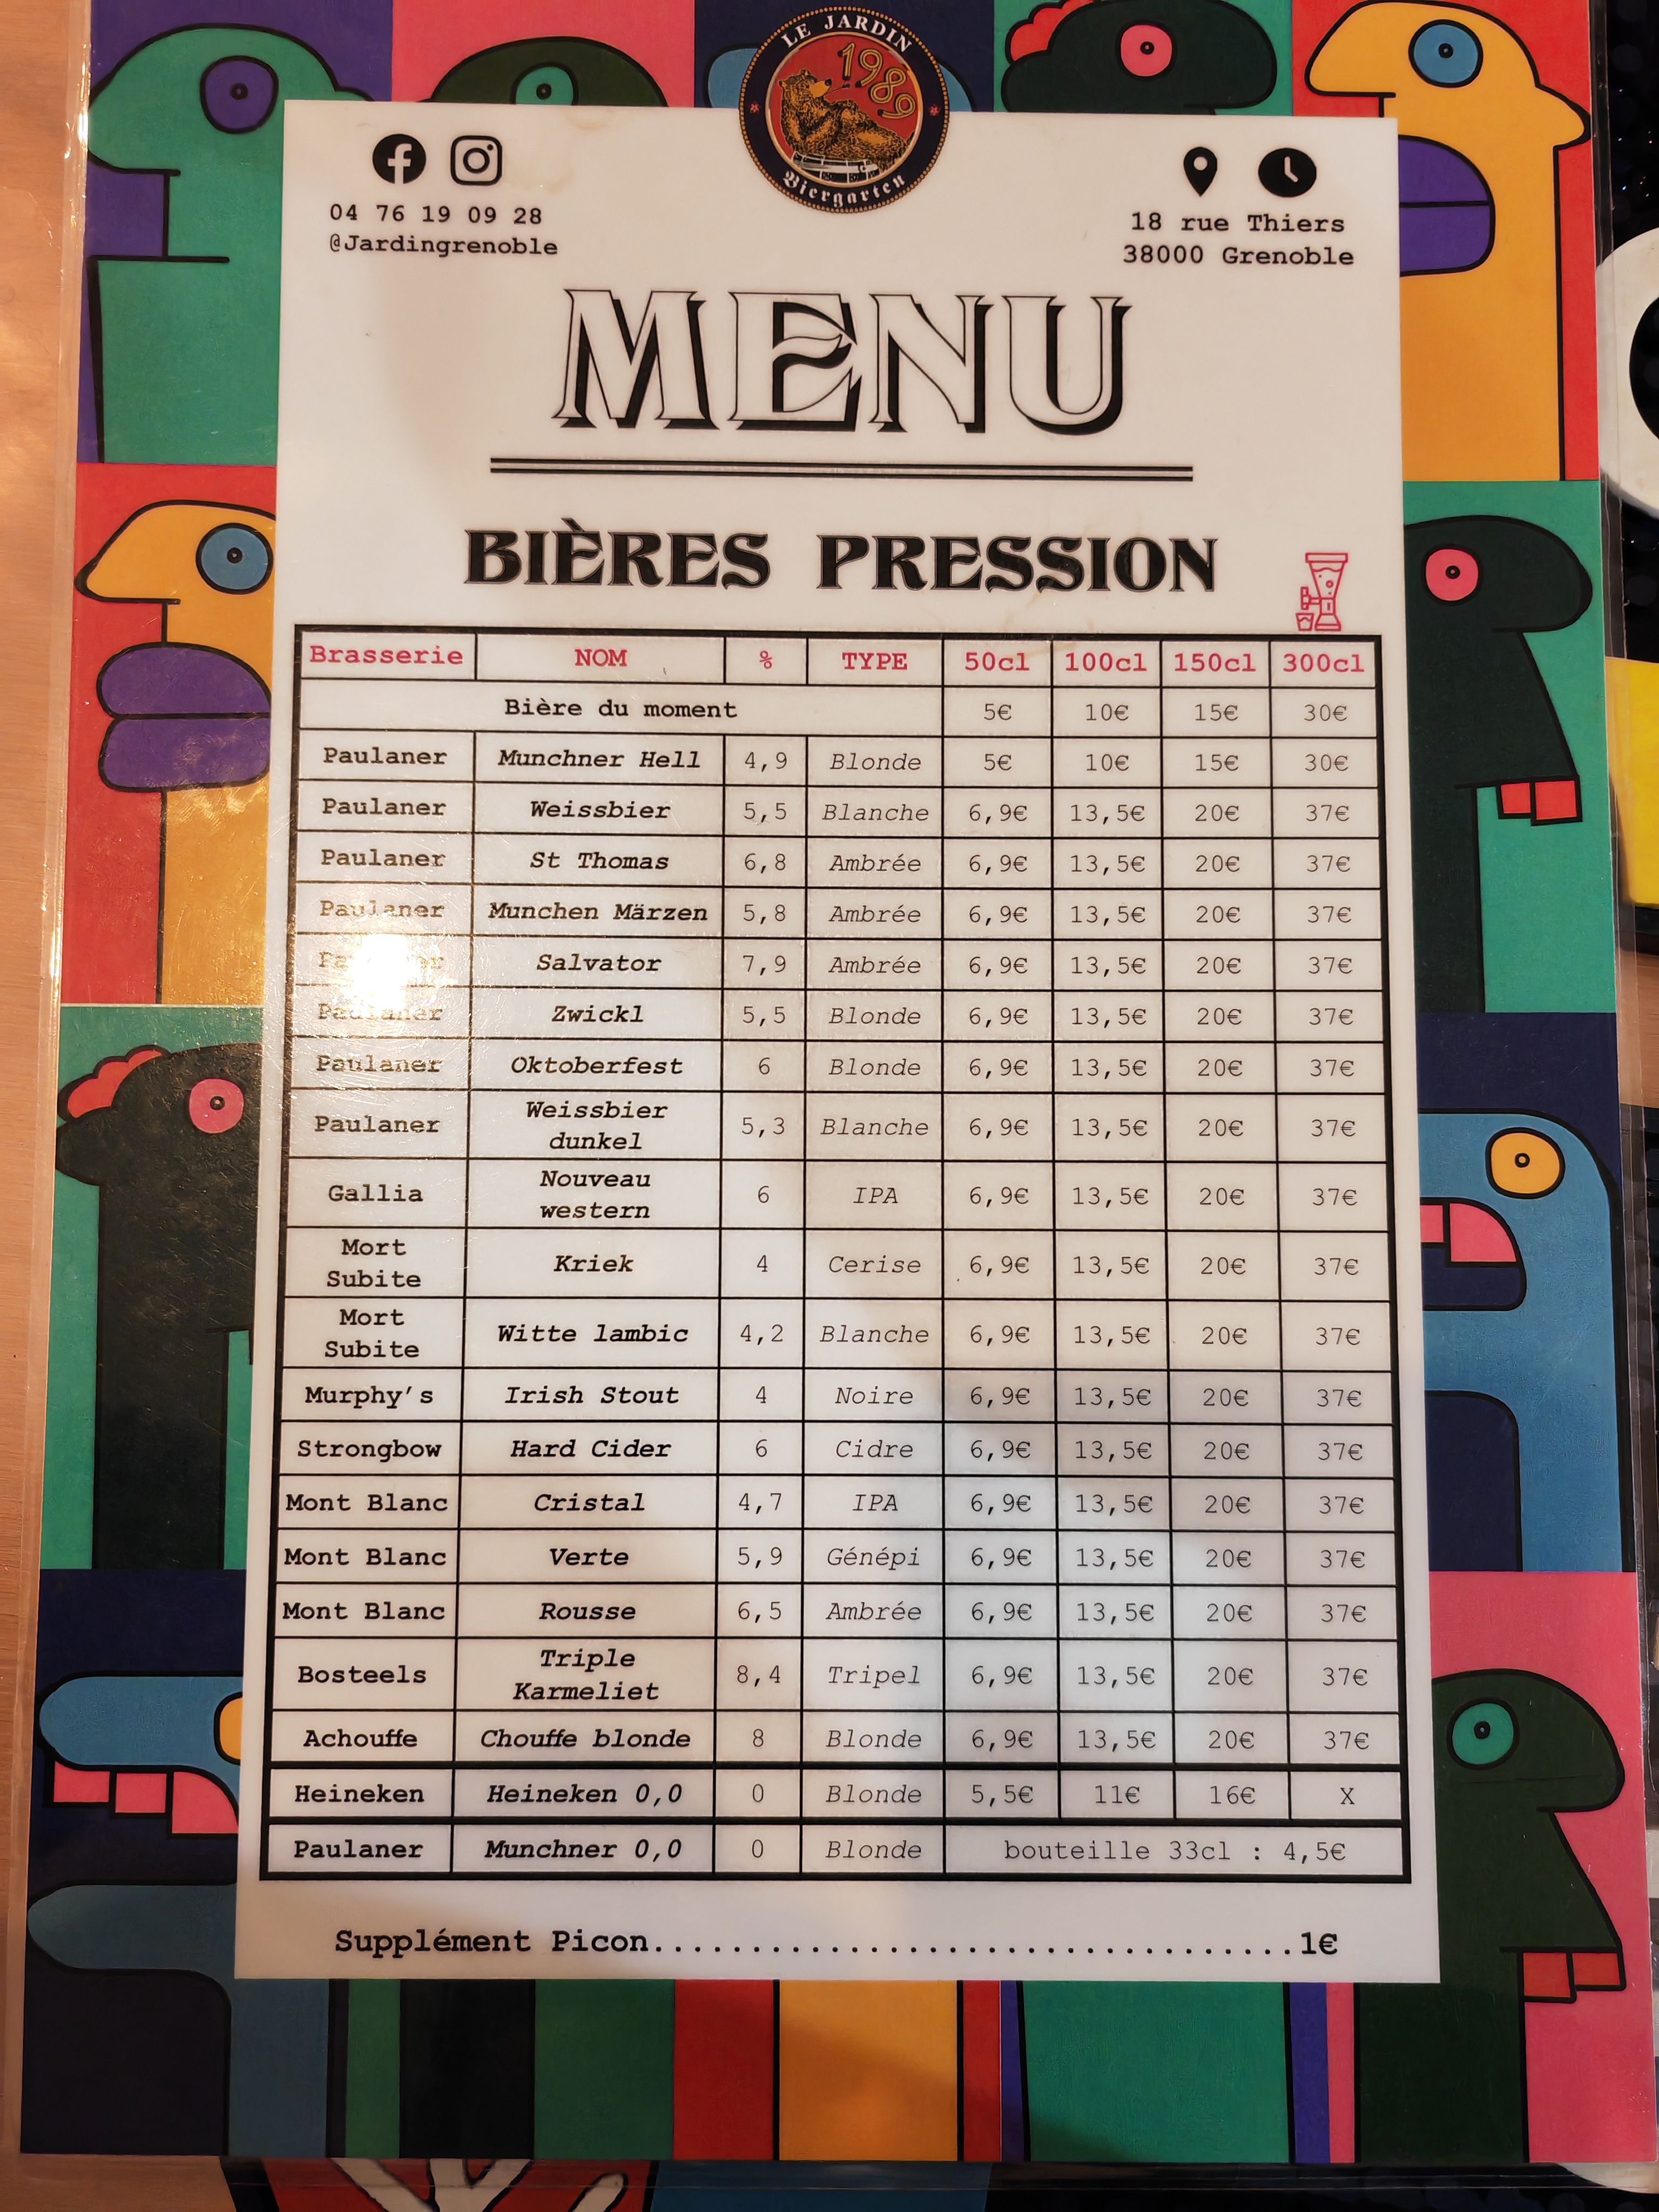 LE JARDIN
1989
Biergarten
04 76 19 09 28
@Jardingrenoble
18 rue Thiers
38000 Grenoble
MENU
BIÈRES PRESSION
Brasserie NOM % TYPE 50cl 100cl 150cl 300cl
Bière du moment 5€ 10€ 15€ 30€
Paulaner Munchner Hell 4,9 Blonde 5€ 10€ 15€ 30€
Paulaner Weissbier 5,5 Blanche 6,9€ 13,5€ 20€ 37€
Paulaner St Thomas 6,8 Ambrée 6,9€ 13,5€ 20€ 37€
Paulaner Munchen Märzen 5,8 Ambrée 6,9€ 13,5€ 20€ 37€
Paulaner Salvator 7,9 Ambrée 6,9€ 13,5€ 20€ 37€
Paulaner Zwickl 5,5 Blonde 6,9€ 13,5€ 20€ 37€
Paulaner Oktoberfest 6 Blonde 6,9€ 13,5€ 20€ 37€
Paulaner Weissbier dunkel 5,3 Blanche 6,9€ 13,5€ 20€ 37€
Gallia Nouveau western 6 IPA 6,9€ 13,5€ 20€ 37€
Mort Subite Kriek 4 Cerise 6,9€ 13,5€ 20€ 37€
Mort Subite Witte lambic 4,2 Blanche 6,9€ 13,5€ 20€ 37€
Murphy's Irish Stout 4 Noire 6,9€ 13,5€ 20€ 37€
Strongbow Hard Cider 6 Cidre 6,9€ 13,5€ 20€ 37€
Mont Blanc Cristal 4,7 IPA 6,9€ 13,5€ 20€ 37€
Mont Blanc Verte 5,9 Génépi 6,9€ 13,5€ 20€ 37€
Mont Blanc Rousse 6,5 Ambrée 6,9€ 13,5€ 20€ 37€
Bosteels Triple Karmeliet 8,4 Tripel 6,9€ 13,5€ 20€ 37€
Achouffe Chouffe blonde 8 Blonde 6,9€ 13,5€ 20€ 37€
Heineken Heineken 0,0 0 Blonde 5,5€ 11€ 16€ X
Paulaner Munchner 0,0 0 Blonde bouteille 33cl : 4,5€
Supplément Picon.................................1€